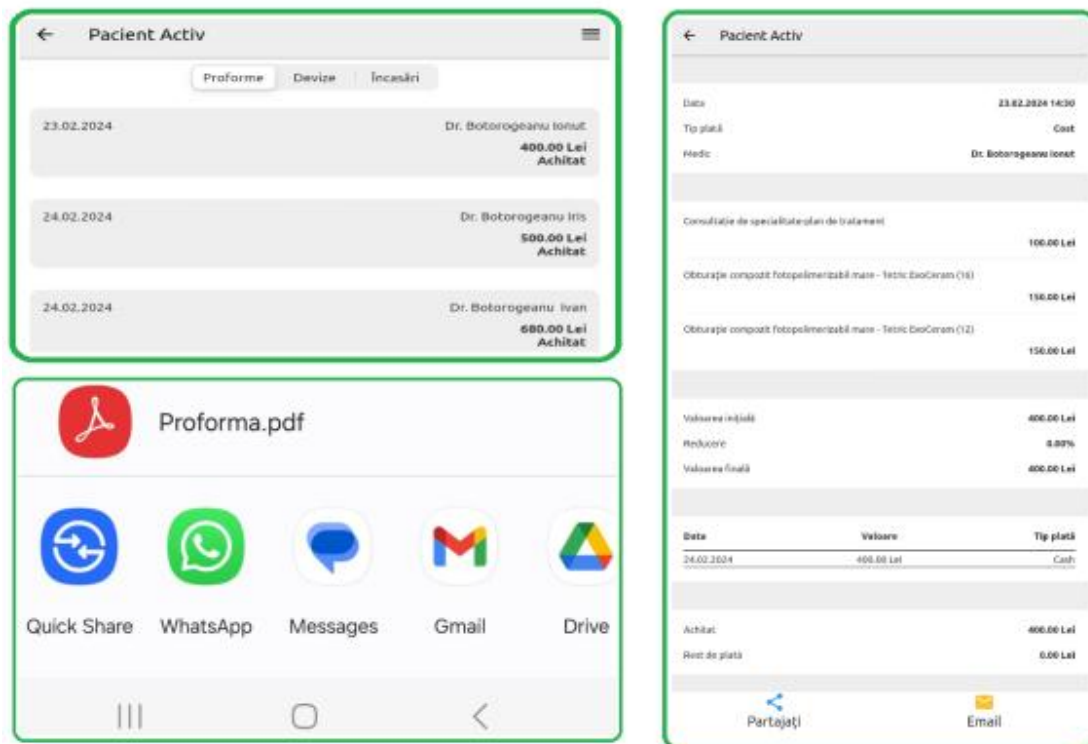 Pacient Activ
Proforme Devize Încasări
23.02.2024 Dr. Botorogeanu Ionut
400.00 Lei
Achitat
24.02.2024 Dr. Botorogeanu Iris
500.00 Lei
Achitat
24.02.2024 Dr. Botorogeanu Ivan
680.00 Lei
Achitat
Proforma.pdf
Quick Share WhatsApp Messages Gmail Drive
Pacient Activ
Data 23.02.2024 14:30
Tip plată Cost
Medic Dr. Botorogeanu Ionut
Consultație de specialitate-plan de tratament
100.00 Lei
Obturație compozit fotopolimerizabil mare - Tetric EvoCeram (16)
150.00 Lei
Obturație compozit fotopolimerizabil mare - Tetric EvoCeram (12)
150.00 Lei
Valoarea inițială 400.00 Lei
Reducere 0.00%
Valoarea finală 400.00 Lei
Data Valoare Tip plată
24.02.2024 400.00 Lei Cash
Achitat 400.00 Lei
Rest de plată 0.00 Lei
Partajați Email